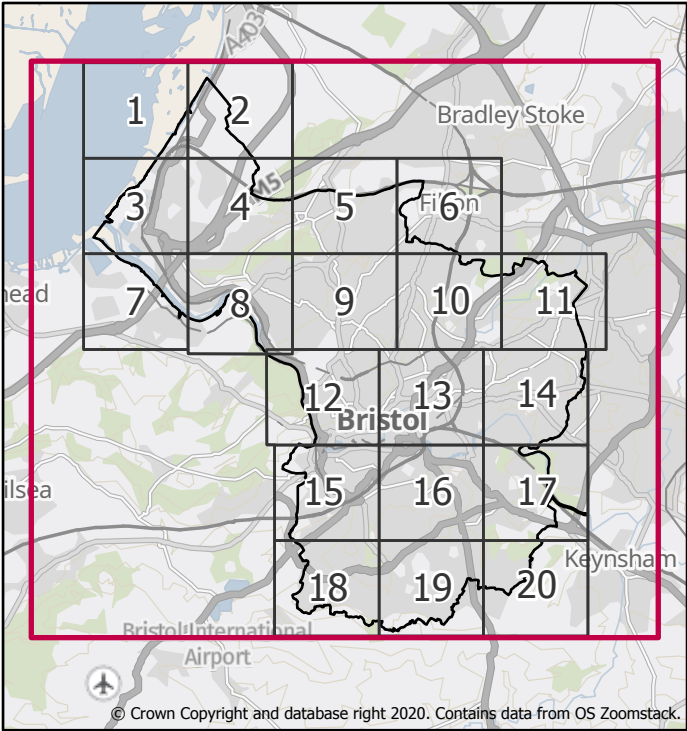 A403
1
2
Bradley Stoke
M5
3
4
5
6
Filton
head
7
8
9
10
11
12
13
14
Bristol
ilsea
15
16
17
Keynsham
18
19
20
Bristol International
Airport
© Crown Copyright and database right 2020. Contains data from OS Zoomstack.